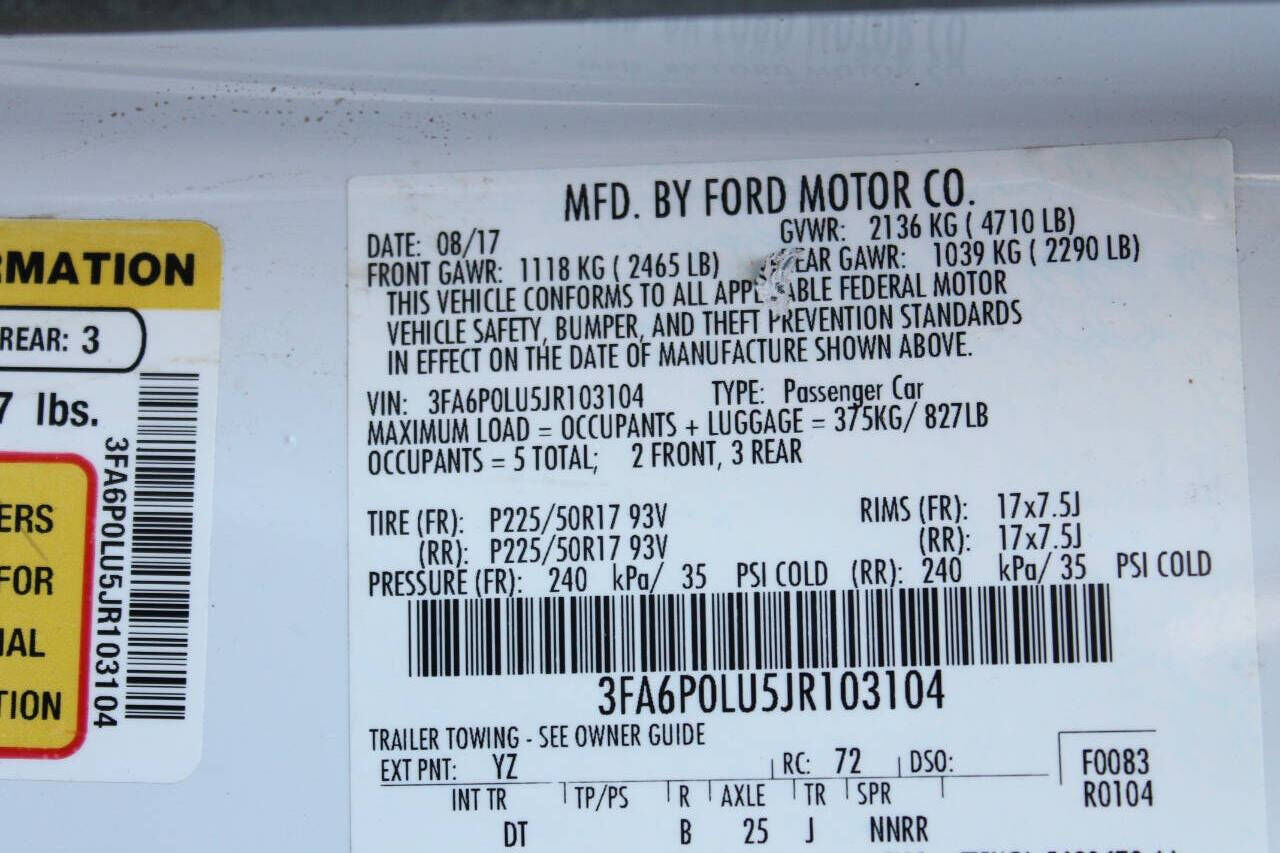 MFD. BY FORD MOTOR CO.
DATE: 08/17 GVWR: 2136 KG ( 4710 LB)
FRONT GAWR: 1118 KG ( 2465 LB) EAR GAWR: 1039 KG ( 2290 LB)
THIS VEHICLE CONFORMS TO ALL APPL ABLE FEDERAL MOTOR
VEHICLE SAFETY, BUMPER, AND THEFT PREVENTION STANDARDS
IN EFFECT ON THE DATE OF MANUFACTURE SHOWN ABOVE.
VIN: 3FA6P0LU5JR103104 TYPE: Passenger Car
MAXIMUM LOAD = OCCUPANTS + LUGGAGE = 375KG/ 827LB
OCCUPANTS = 5 TOTAL; 2 FRONT, 3 REAR
TIRE (FR): P225/50R17 93V RIMS (FR): 17x7.5J
(RR): P225/50R17 93V (RR): 17x7.5J
PRESSURE (FR): 240 kPa/ 35 PSI COLD (RR): 240 kPa/ 35 PSI COLD
3FA6P0LU5JR103104
TRAILER TOWING - SEE OWNER GUIDE
EXT PNT: YZ RC: 72 DSO: F0083
INT TR TP/PS R AXLE TR SPR R0104
DT B 25 J NNRR
RMATION
REAR: 3
7 lbs.
3FA6P0LU5JR103104
ERS
FOR
IAL
TION